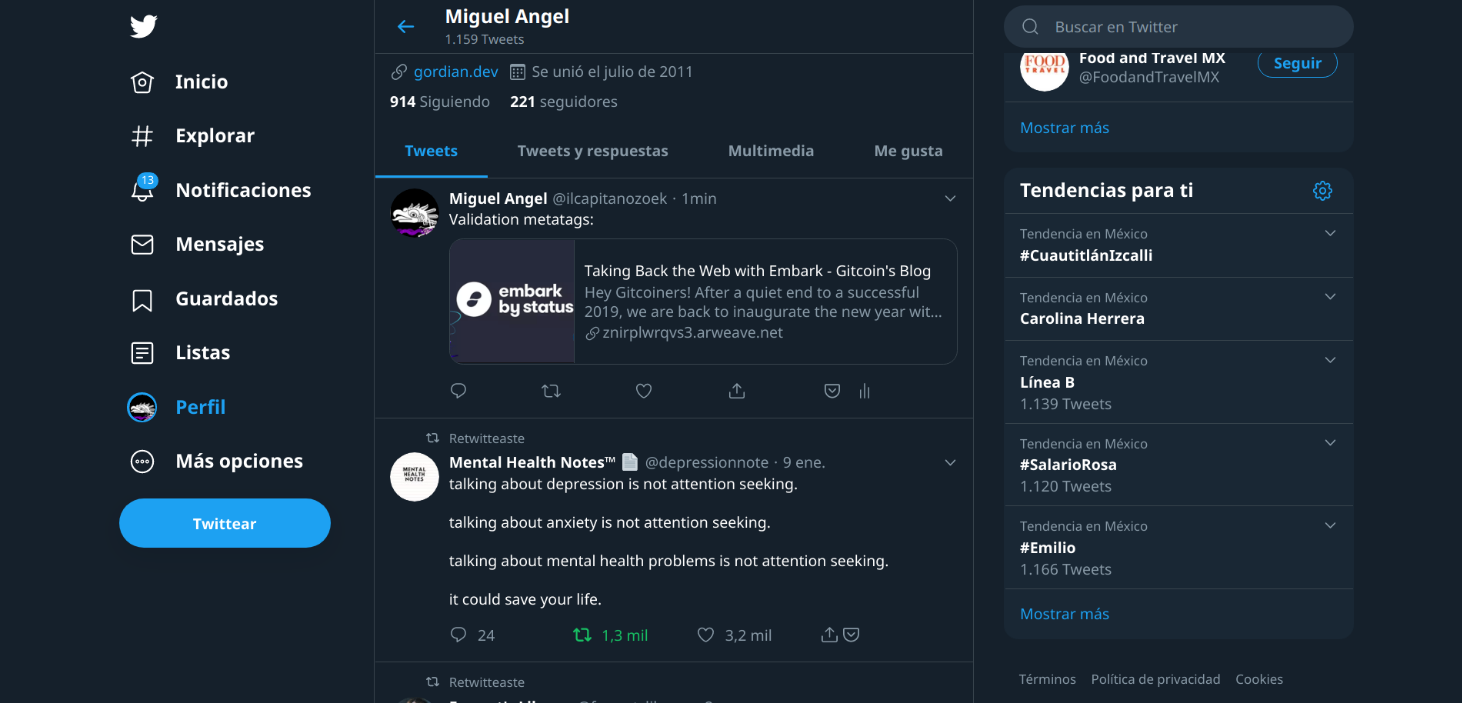 Inicio
Explorar
13
Notificaciones
Mensajes
Guardados
Listas
Perfil
Más opciones
Twittear
Miguel Angel
1.159 Tweets
gordian.dev Se unió el julio de 2011
914 Siguiendo 221 seguidores
Tweets Tweets y respuestas Multimedia Me gusta
Miguel Angel @ilcapitanozoek · 1min
Validation metatags:
embark
by status
Taking Back the Web with Embark - Gitcoin's Blog
Hey Gitcoiners! After a quiet end to a successful
2019, we are back to inaugurate the new year wit...
znirplwrqvs3.arweave.net
Retwitteaste
MENTAL
HEALTH
NOTES
Mental Health Notes™ @depressionnote · 9 ene.
talking about depression is not attention seeking.
talking about anxiety is not attention seeking.
talking about mental health problems is not attention seeking.
it could save your life.
24 1,3 mil 3,2 mil
Retwitteaste
Buscar en Twitter
FOOD
TRAVEL
Food and Travel MX
@FoodandTravelMX
Seguir
Mostrar más
Tendencias para ti
Tendencia en México
#CuautitlánIzcalli
Tendencia en México
Carolina Herrera
Tendencia en México
Línea B
1.139 Tweets
Tendencia en México
#SalarioRosa
1.120 Tweets
Tendencia en México
#Emilio
1.166 Tweets
Mostrar más
Términos Política de privacidad Cookies